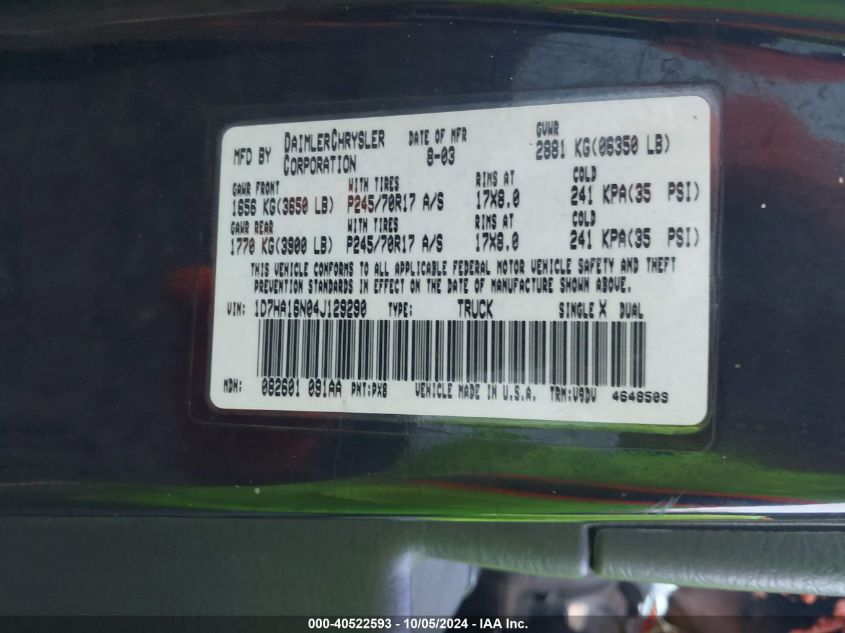 MFD BY DAIMLERCHRYSLER CORPORATION DATE OF MFR 8-03 GVWR 2881 KG(06350 LB)
GAWR FRONT WITH TIRES RIMS AT COLD
1656 KG(3650 LB) P245/70R17 A/S 17X8.0 241 KPA(35 PSI)
GAWR REAR WITH TIRES RIMS AT COLD
1770 KG(3900 LB) P245/70R17 A/S 17X8.0 241 KPA(35 PSI)
THIS VEHICLE CONFORMS TO ALL APPLICABLE FEDERAL MOTOR VEHICLE SAFETY AND THEFT
PREVENTION STANDARDS IN EFFECT ON THE DATE OF MANUFACTURE SHOWN ABOVE.
VIN: 1D7HA16N04J129290 TYPE: TRUCK SINGLE X DUAL
MDH: 082601 091AA PNT:PX8 VEHICLE MADE IN U.S.A. TRM:V9DV 4648509
000-40522593 - 10/05/2024 - IAA Inc.